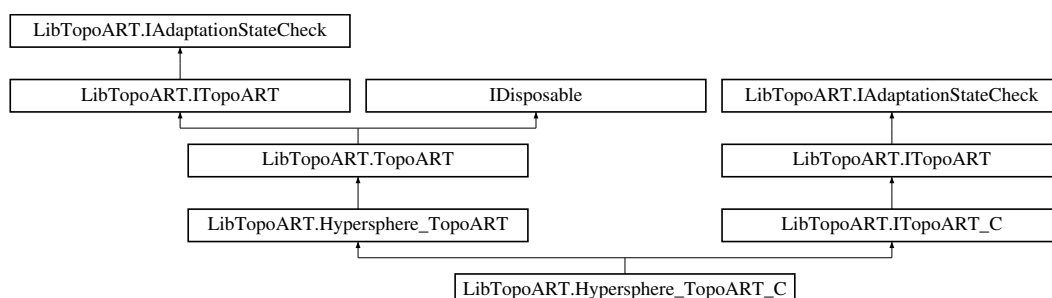 LibTopoART.IAdaptationStateCheck
LibTopoART.ITopoART
IDisposable
LibTopoART.IAdaptationStateCheck
LibTopoART.TopoART
LibTopoART.ITopoART
LibTopoART.Hypersphere_TopoART
LibTopoART.ITopoART_C
LibTopoART.Hypersphere_TopoART_C